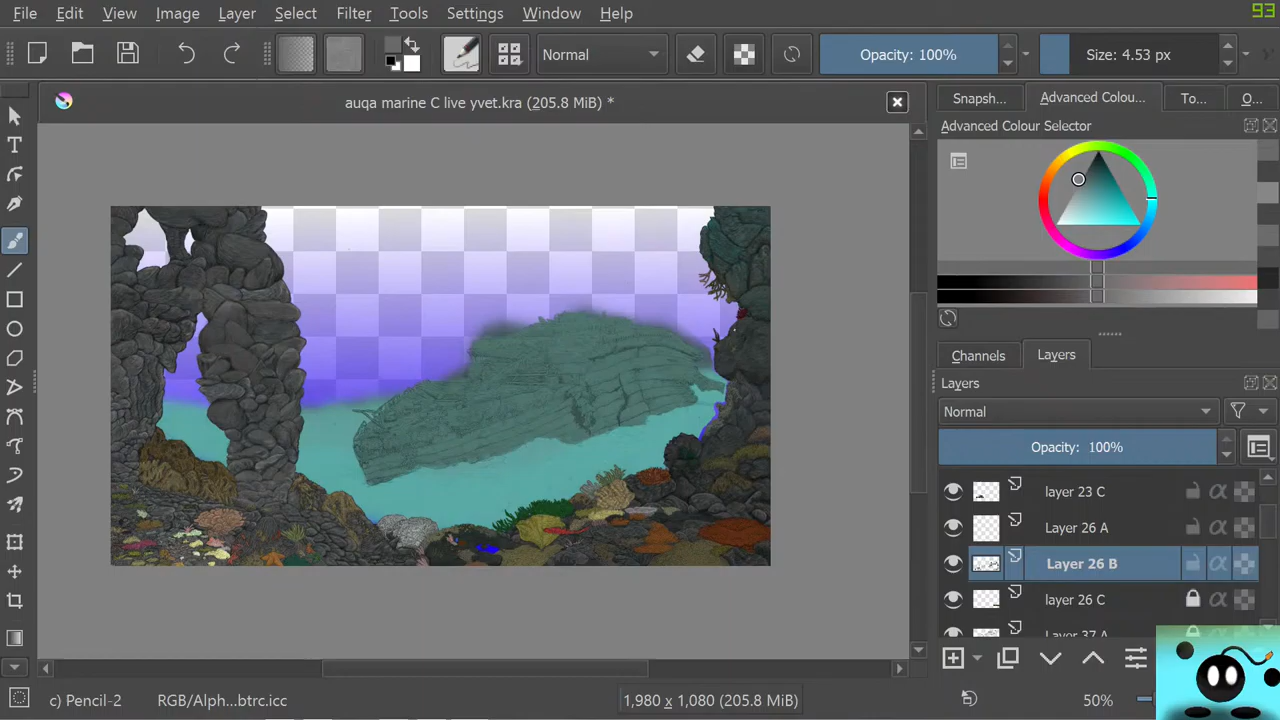 File Edit View Image Layer Select Filter Tools Settings Window Help
93
Normal
Opacity: 100%
Size: 4.53 px
auqa marine C live yvet.kra (205.8 MiB) *
Snapsh... Advanced Colou... To... O...
Advanced Colour Selector
Channels Layers
Layers
Normal
Opacity: 100%
layer 23 C
Layer 26 A
Layer 26 B
layer 26 C
Layer 37 A
c) Pencil-2
RGB/Alph...btrc.icc
1,980 x 1,080 (205.8 MiB)
50%